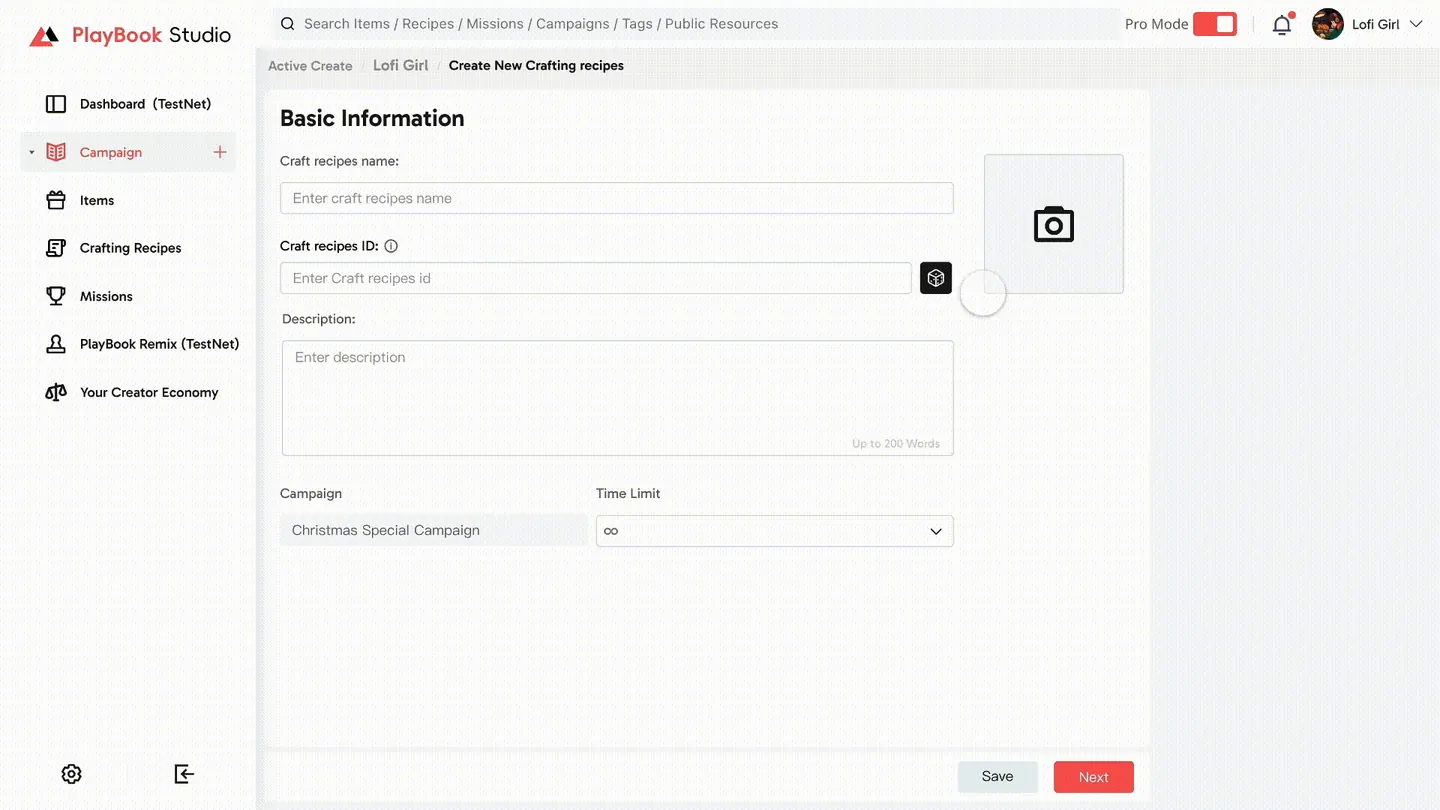 PlayBook Studio
Search Items / Recipes / Missions / Campaigns / Tags / Public Resources
Pro Mode
Lofi Girl
Active Create / Lofi Girl / Create New Crafting recipes
Dashboard (TestNet)
Campaign
Items
Crafting Recipes
Missions
PlayBook Remix (TestNet)
Your Creator Economy
Basic Information
Craft recipes name:
Enter craft recipes name
Craft recipes ID:
Enter Craft recipes id
Description:
Enter description
Up to 200 Words
Campaign
Time Limit
Christmas Special Campaign
∞
Save
Next